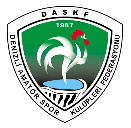 DASKF
1987
DENİZLİ AMATÖR SPOR KULÜPLERİ FEDERASYONU